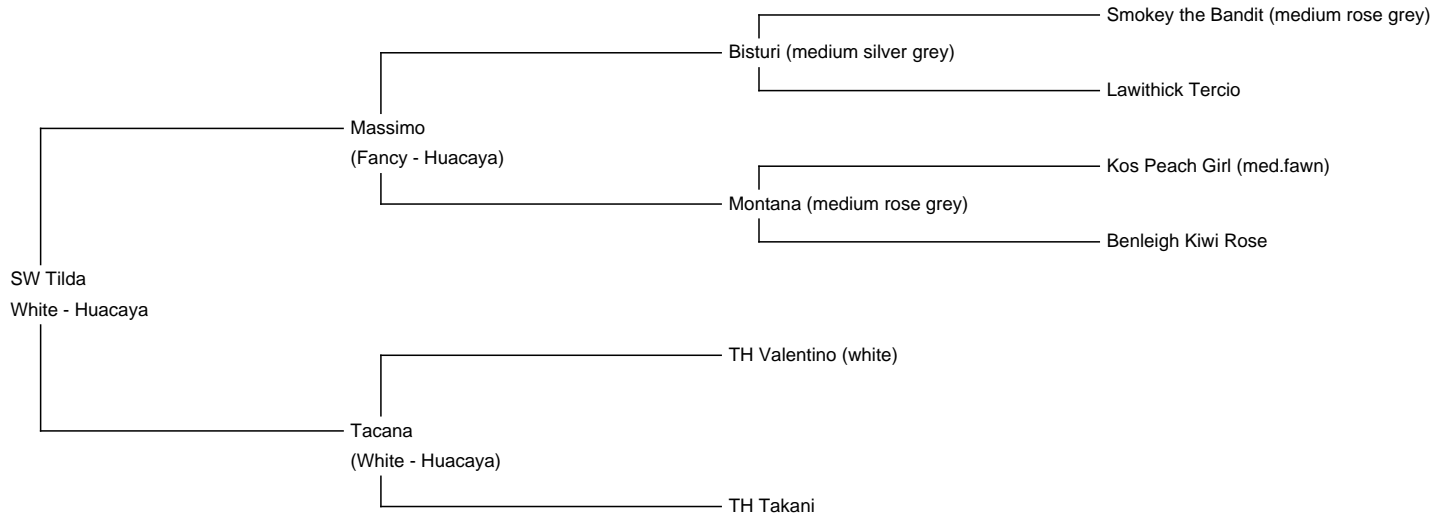 Smokey the Bandit (medium rose grey)
Bisturi (medium silver grey)
Lawithick Tercio
Massimo
(Fancy - Huacaya)
Kos Peach Girl (med.fawn)
Montana (medium rose grey)
Benleigh Kiwi Rose
SW Tilda
White - Huacaya
TH Valentino (white)
Tacana
(White - Huacaya)
TH Takani